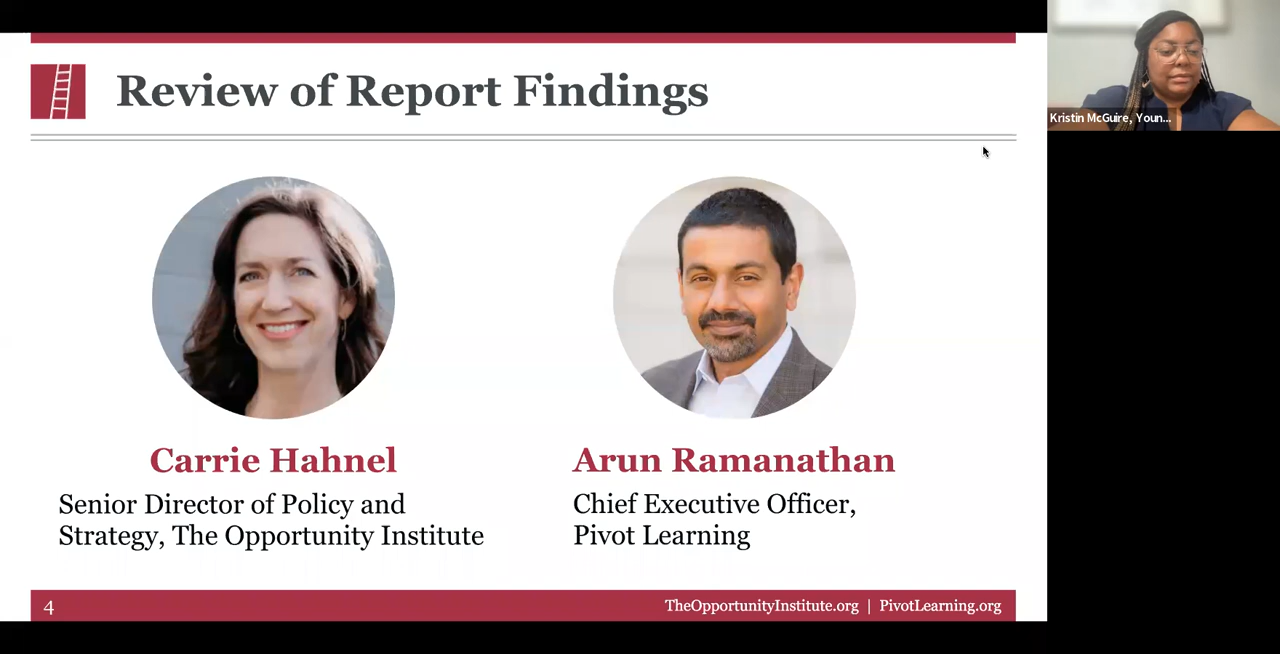 Review of Report Findings
Kristin McGuire, Youn...
Carrie Hahnel
Senior Director of Policy and
Strategy, The Opportunity Institute
Arun Ramanathan
Chief Executive Officer,
Pivot Learning
4
TheOpportunityInstitute.org | PivotLearning.org